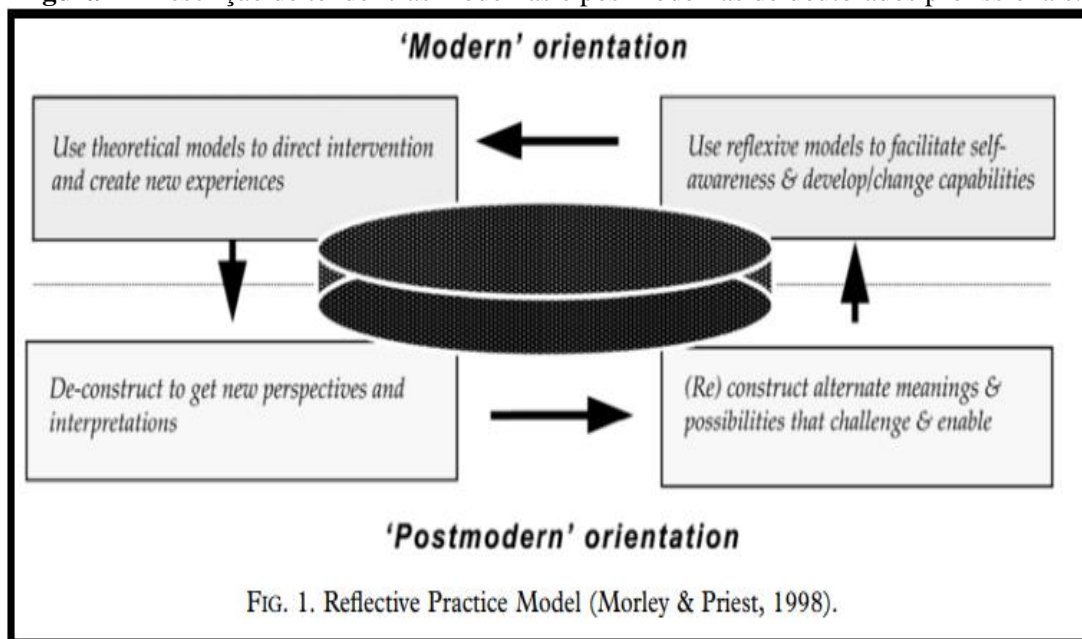 'Modern' orientation
Use theoretical models to direct intervention
and create new experiences
Use reflexive models to facilitate self-
awareness & develop/change capabilities
De-construct to get new perspectives and
interpretations
(Re) construct alternate meanings &
possibilities that challenge & enable
'Postmodern' orientation
FIG. 1. Reflective Practice Model (Morley & Priest, 1998).